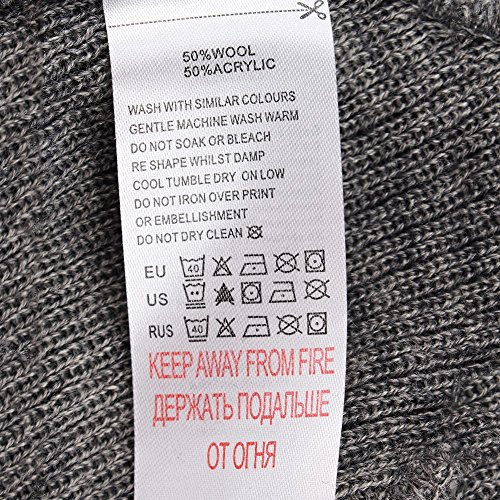 50%WOOL
50%ACRYLIC
WASH WITH SIMILAR COLOURS
GENTLE MACHINE WASH WARM
DO NOT SOAK OR BLEACH
RE SHAPE WHILST DAMP
COOL TUMBLE DRY ON LOW
DO NOT IRON OVER PRINT
OR EMBELLISHMENT
DO NOT DRY CLEAN
EU 40
US
RUS 40
KEEP AWAY FROM FIRE
ДЕРЖАТЬ ПОДАЛЬШЕ
ОТ ОГНЯ